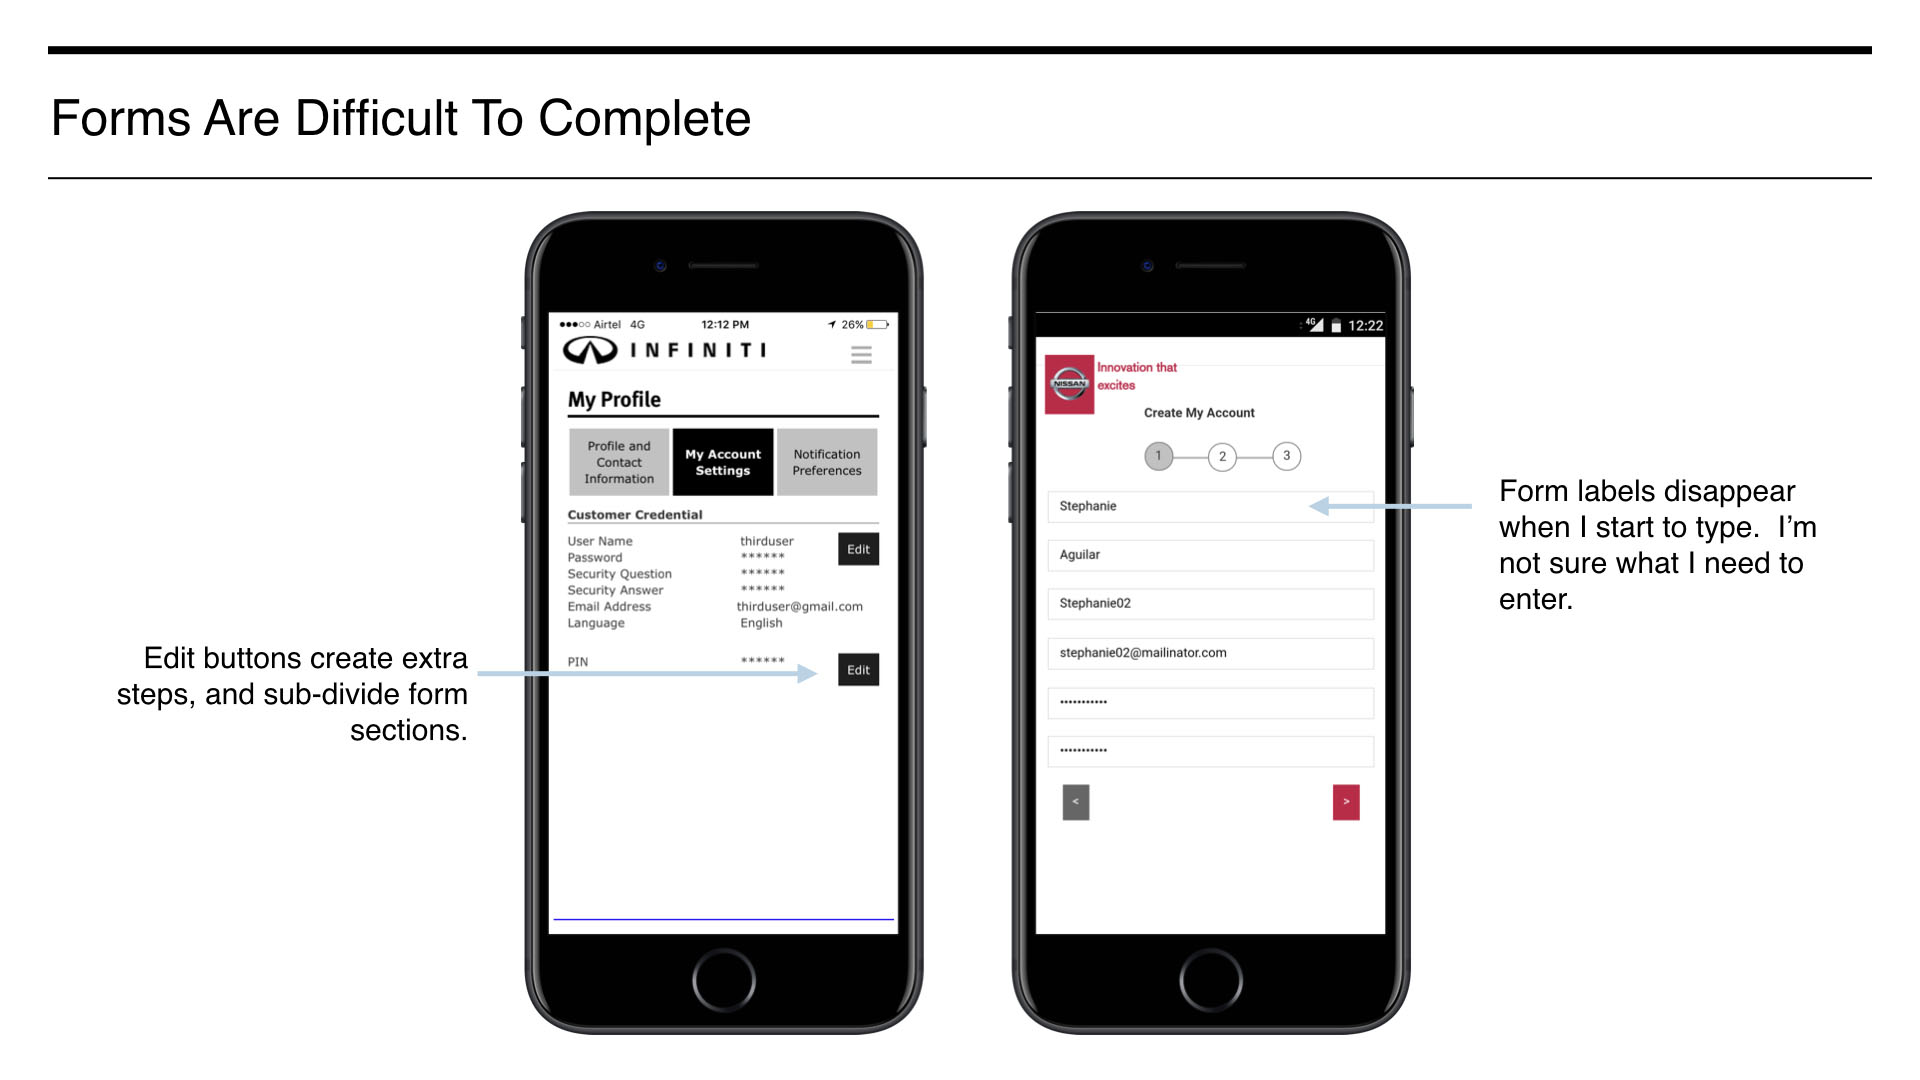 Forms Are Difficult To Complete
Edit buttons create extra
steps, and sub-divide form
sections.
Airtel 4G 12:12 PM 26%
INFINITI
My Profile
Profile and
Contact
Information
My Account
Settings
Notification
Preferences
Customer Credential
User Name thirduser
Password ******
Edit
Security Question ******
Security Answer ******
Email Address thirduser@gmail.com
Language English
PIN ******
Edit
4G 12:22
NISSAN
Innovation that
excites
Create My Account
1 2 3
Stephanie
Aguilar
Stephanie02
stephanie02@mailinator.com
•••••••••••
•••••••••••
< >
Form labels disappear
when I start to type.  I’m
not sure what I need to
enter.